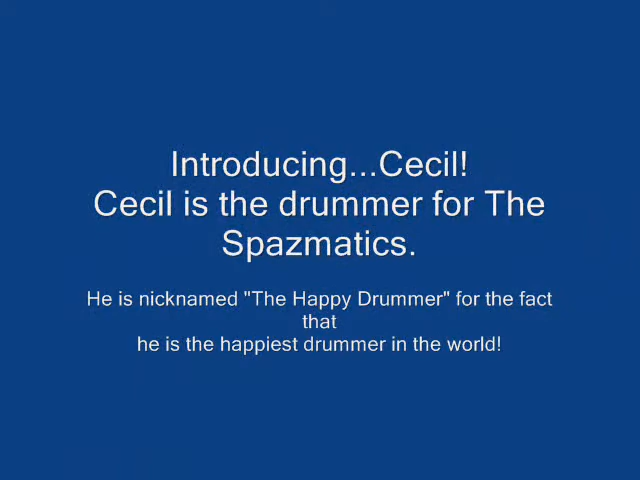 Introducing...Cecil!
Cecil is the drummer for The
Spazmatics.
He is nicknamed "The Happy Drummer" for the fact
that
he is the happiest drummer in the world!